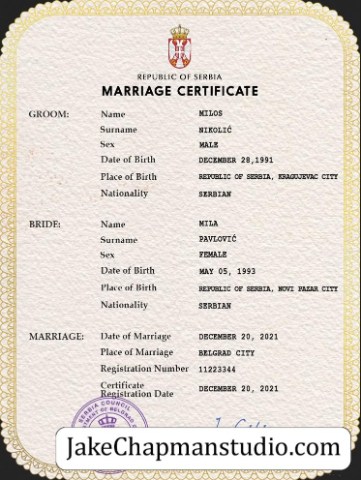 REPUBLIC OF SERBIA
MARRIAGE CERTIFICATE
GROOM: Name MILOS
Surname NIKOLIĆ
Sex MALE
Date of Birth DECEMBER 28,1991
Place of Birth REPUBLIC OF SERBIA, KRAGUJEVAC CITY
Nationality SERBIAN
BRIDE: Name MILA
Surname PAVLOVIĆ
Sex FEMALE
Date of Birth MAY 05, 1993
Place of Birth REPUBLIC OF SERBIA, NOVI PAZAR CITY
Nationality SERBIAN
MARRIAGE: Date of Marriage DECEMBER 20, 2021
Place of Marriage BELGRAD CITY
Registration Number 11223344
Certificate
Registration Date DECEMBER 20, 2021
SERBIA COUNCIL
OF BELGRAD
JakeChapmanstudio.com